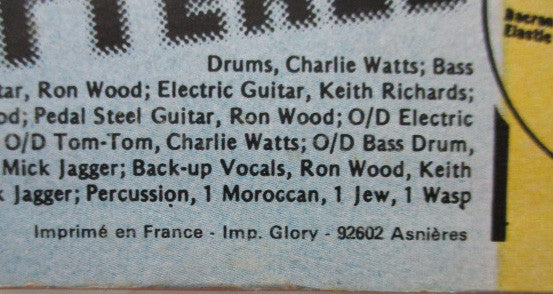 Bacron
Elastic
Drums, Charlie Watts; Bass
tar, Ron Wood; Electric Guitar, Keith Richards;
od; Pedal Steel Guitar, Ron Wood; O/D Electric
O/D Tom-Tom, Charlie Watts; O/D Bass Drum,
Mick Jagger; Back-up Vocals, Ron Wood, Keith
k Jagger; Percussion, 1 Moroccan, 1 Jew, 1 Wasp
Imprimé en France - Imp. Glory - 92602 Asnières